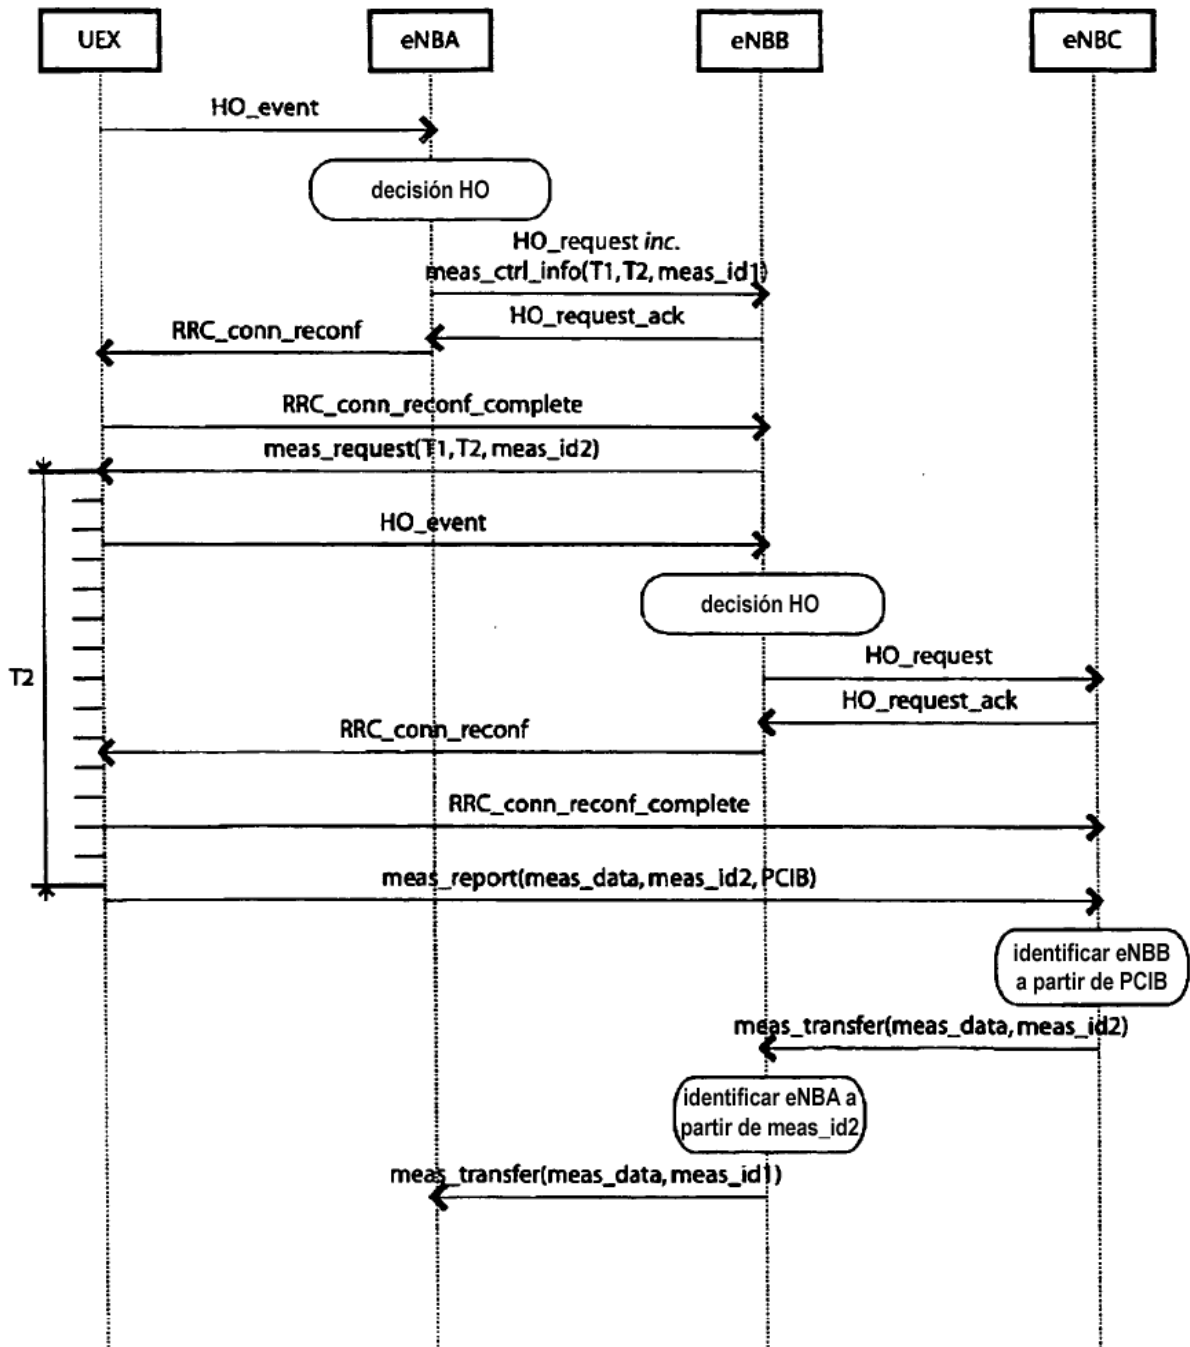 UEX
eNBA
eNBB
eNBC
HO_event
decisión HO
HO_request inc.
meas_ctrl_info(T1,T2, meas_id1)
HO_request_ack
RRC_conn_reconf
RRC_conn_reconf_complete
meas_request(T1,T2, meas_id2)
HO_event
decisión HO
HO_request
T2
HO_request_ack
RRC_conn_reconf
RRC_conn_reconf_complete
meas_report(meas_data, meas_id2, PCIB)
identificar eNBB
a partir de PCIB
meas_transfer(meas_data, meas_id2)
identificar eNBA a
partir de meas_id2
meas_transfer(meas_data, meas_id1)